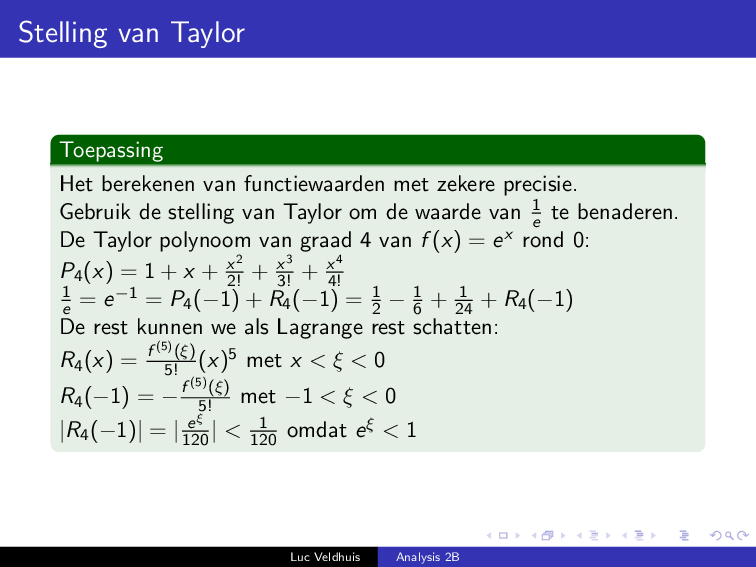 Stelling van Taylor
Toepassing
Het berekenen van functiewaarden met zekere precisie.
Gebruik de stelling van Taylor om de waarde van $\frac{1}{e}$ te benaderen.
De Taylor polynoom van graad 4 van $f(x) = e^x$ rond 0:
$P_4(x) = 1 + x + \frac{x^2}{2!} + \frac{x^3}{3!} + \frac{x^4}{4!}$
$\frac{1}{e} = e^{-1} = P_4(-1) + R_4(-1) = \frac{1}{2} - \frac{1}{6} + \frac{1}{24} + R_4(-1)$
De rest kunnen we als Lagrange rest schatten:
$R_4(x) = \frac{f^{(5)}(\xi)}{5!}(x)^5$ met $x < \xi < 0$
$R_4(-1) = -\frac{f^{(5)}(\xi)}{5!}$ met $-1 < \xi < 0$
$|R_4(-1)| = |\frac{e^\xi}{120}| < \frac{1}{120}$ omdat $e^\xi < 1$
Luc Veldhuis
Analysis 2B